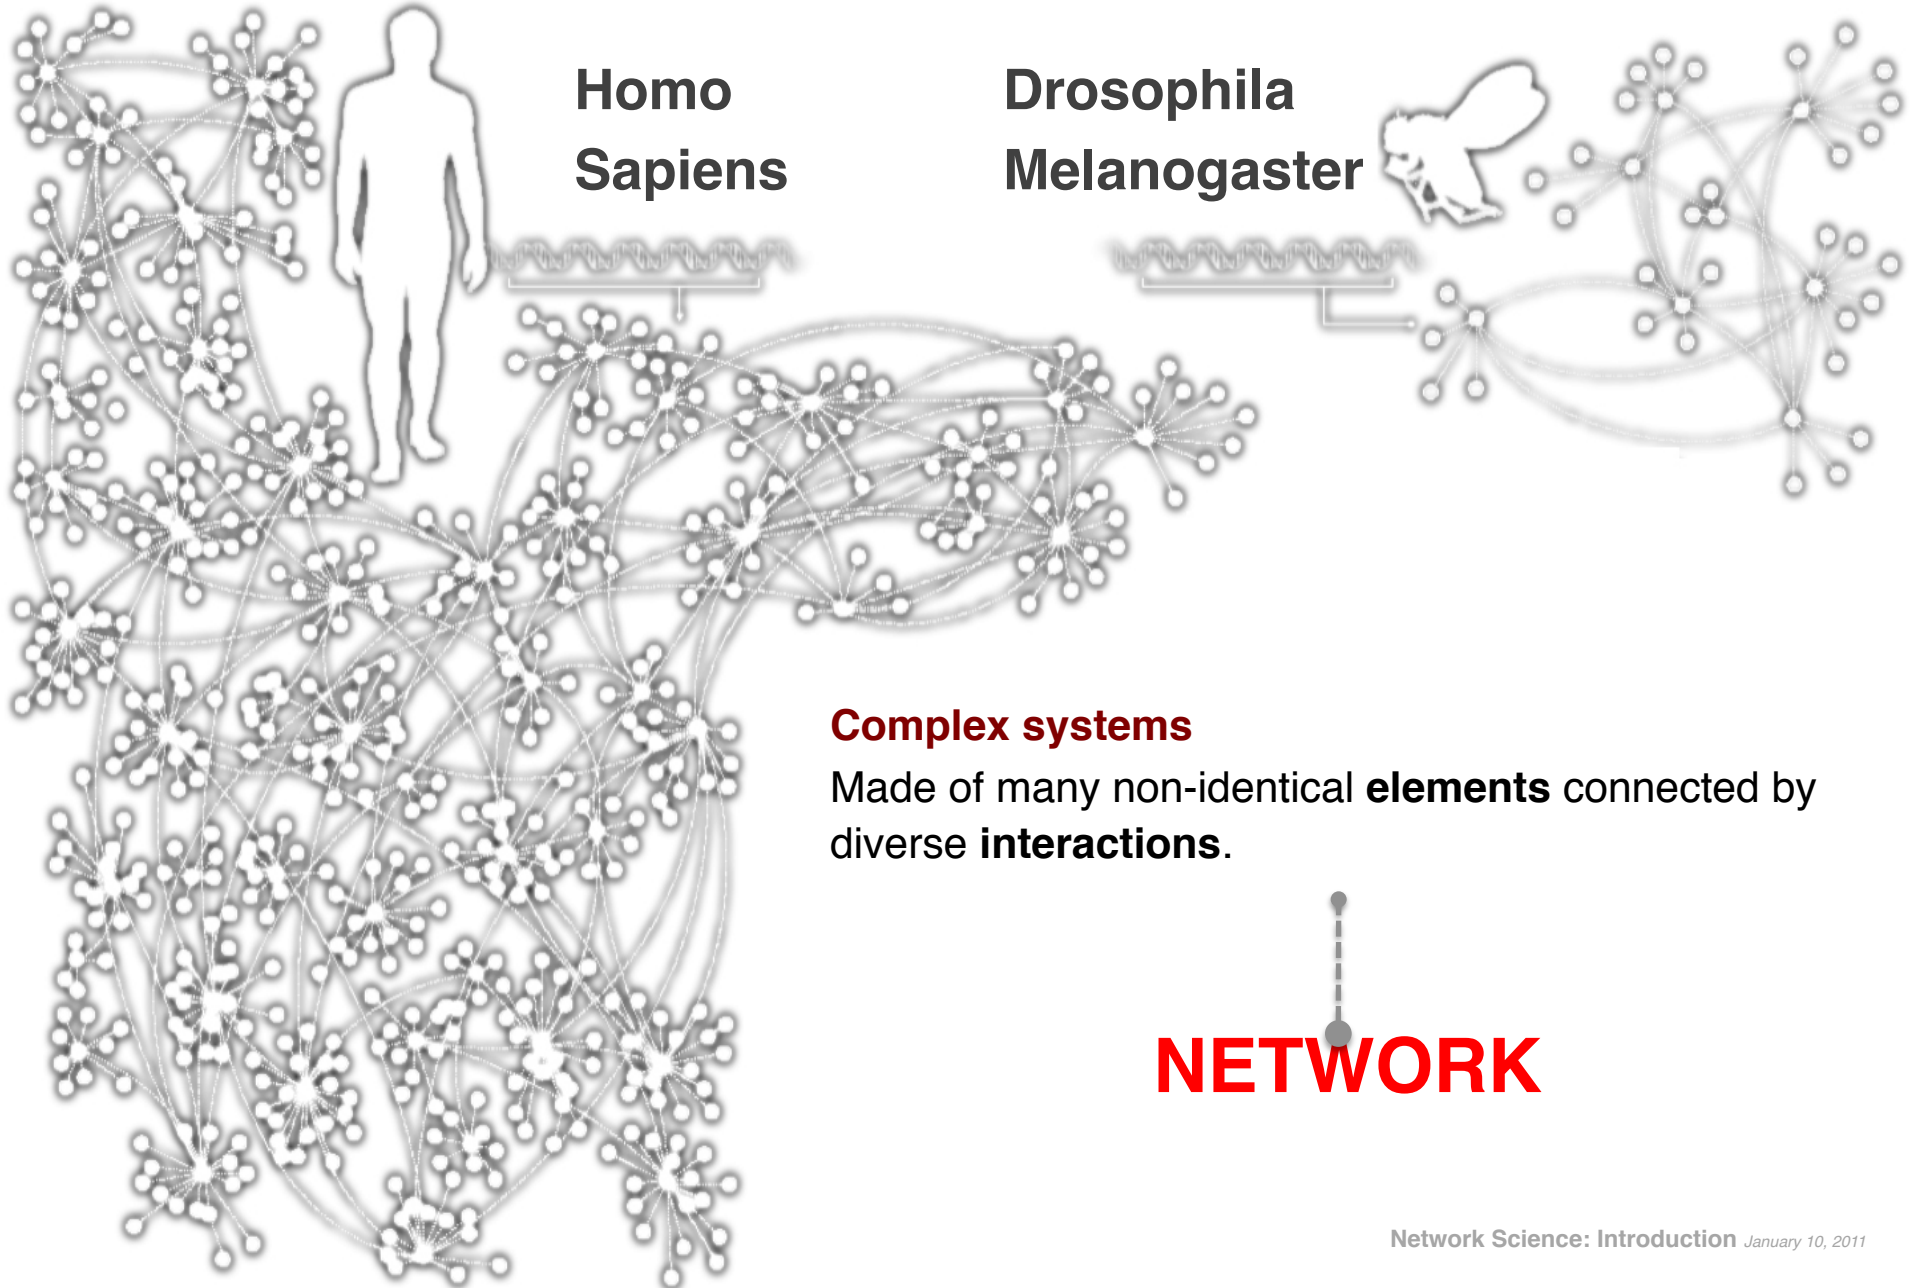 Homo
Sapiens
Drosophila
Melanogaster
Complex systems
Made of many non-identical elements connected by
diverse interactions.
NETWORK
Network Science: Introduction January 10, 2011